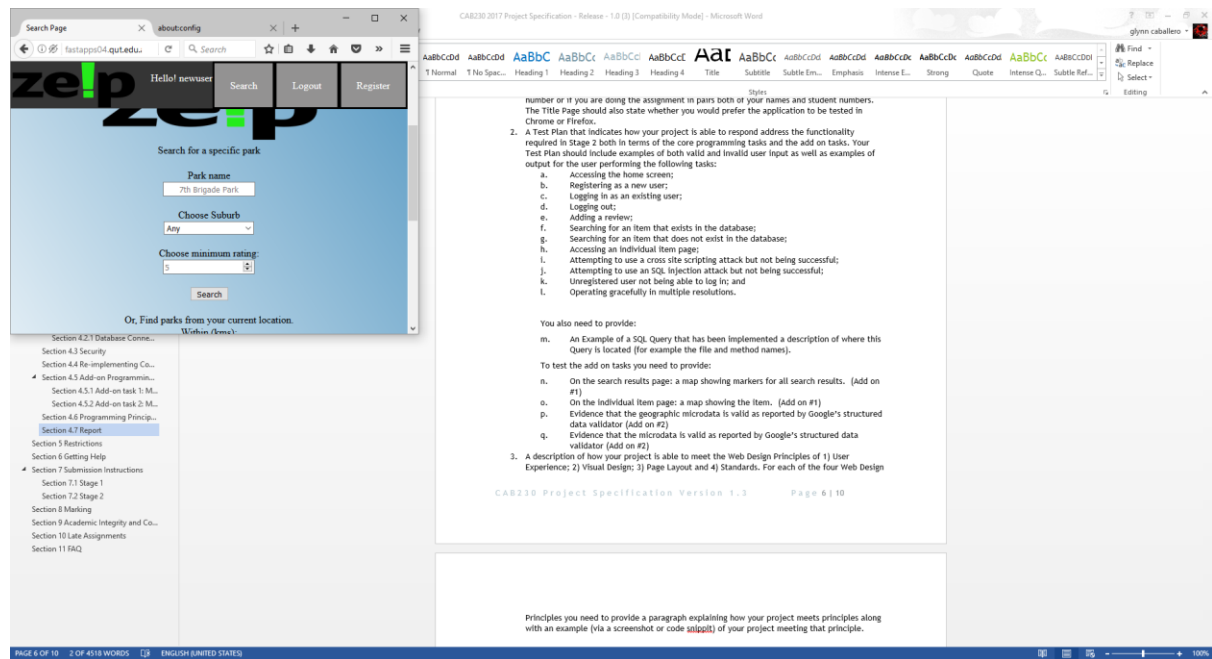 CAB230 2017 Project Specification - Release - 1.0 (3) [Compatibility Mode] - Microsoft Word
glynn caballero
Search Page
about:config
fastapps04.qut.edu.
Search
ze!p
Hello! newuser
Search
Logout
Register
ze!p
Search for a specific park
Park name
7th Brigade Park
Choose Suburb
Any
Choose minimum rating:
5
Search
Or, Find parks from your current location.
Within (kms):
AaBbCcDd AaBbCcDd AaBbC AaBbCc AaBbCcI AaBbCcC AaI AaBbCc AaBbCcDd AaBbCcDd AaBbCcDd AaBbCcDc AaBbCcDd AaBbCc AABBCCDDI
1 Normal 1 No Spac... Heading 1 Heading 2 Heading 3 Heading 4 Title Subtitle Subtle Em... Emphasis Intense E... Strong Quote Intense Q... Subtle Ref...
Styles
Find
Replace
Select
Editing
Section 4.2.1 Database Conne...
Section 4.3 Security
Section 4.4 Re-implementing Co...
Section 4.5 Add-on Programmin...
Section 4.5.1 Add-on task 1: M...
Section 4.5.2 Add-on task 2: M...
Section 4.6 Programming Princip...
Section 4.7 Report
Section 5 Restrictions
Section 6 Getting Help
Section 7 Submission Instructions
Section 7.1 Stage 1
Section 7.2 Stage 2
Section 8 Marking
Section 9 Academic Integrity and Co...
Section 10 Late Assignments
Section 11 FAQ
number or if you are doing the assignment in pairs both of your names and student numbers.
The Title Page should also state whether you would prefer the application to be tested in
Chrome or Firefox.
2. A Test Plan that indicates how your project is able to respond address the functionality
required in Stage 2 both in terms of the core programming tasks and the add on tasks. Your
Test Plan should include examples of both valid and invalid user input as well as examples of
output for the user performing the following tasks:
a. Accessing the home screen;
b. Registering as a new user;
c. Logging in as an existing user;
d. Logging out;
e. Adding a review;
f. Searching for an item that exists in the database;
g. Searching for an item that does not exist in the database;
h. Accessing an individual item page;
i. Attempting to use a cross site scripting attack but not being successful;
j. Attempting to use an SQL injection attack but not being successful;
k. Unregistered user not being able to log in; and
l. Operating gracefully in multiple resolutions.
You also need to provide:
m. An Example of a SQL Query that has been implemented a description of where this
Query is located (for example the file and method names).
To test the add on tasks you need to provide:
n. On the search results page: a map showing markers for all search results. (Add on
#1)
o. On the individual item page: a map showing the item. (Add on #1)
p. Evidence that the geographic microdata is valid as reported by Google's structured
data validator (Add on #2)
q. Evidence that the microdata is valid as reported by Google's structured data
validator (Add on #2)
3. A description of how your project is able to meet the Web Design Principles of 1) User
Experience; 2) Visual Design; 3) Page Layout and 4) Standards. For each of the four Web Design
CAB230 Project Specification Version 1.3 Page 6 | 10
Principles you need to provide a paragraph explaining how your project meets principles along
with an example (via a screenshot or code snippit) of your project meeting that principle.
PAGE 6 OF 10 2 OF 4518 WORDS ENGLISH (UNITED STATES)
100%